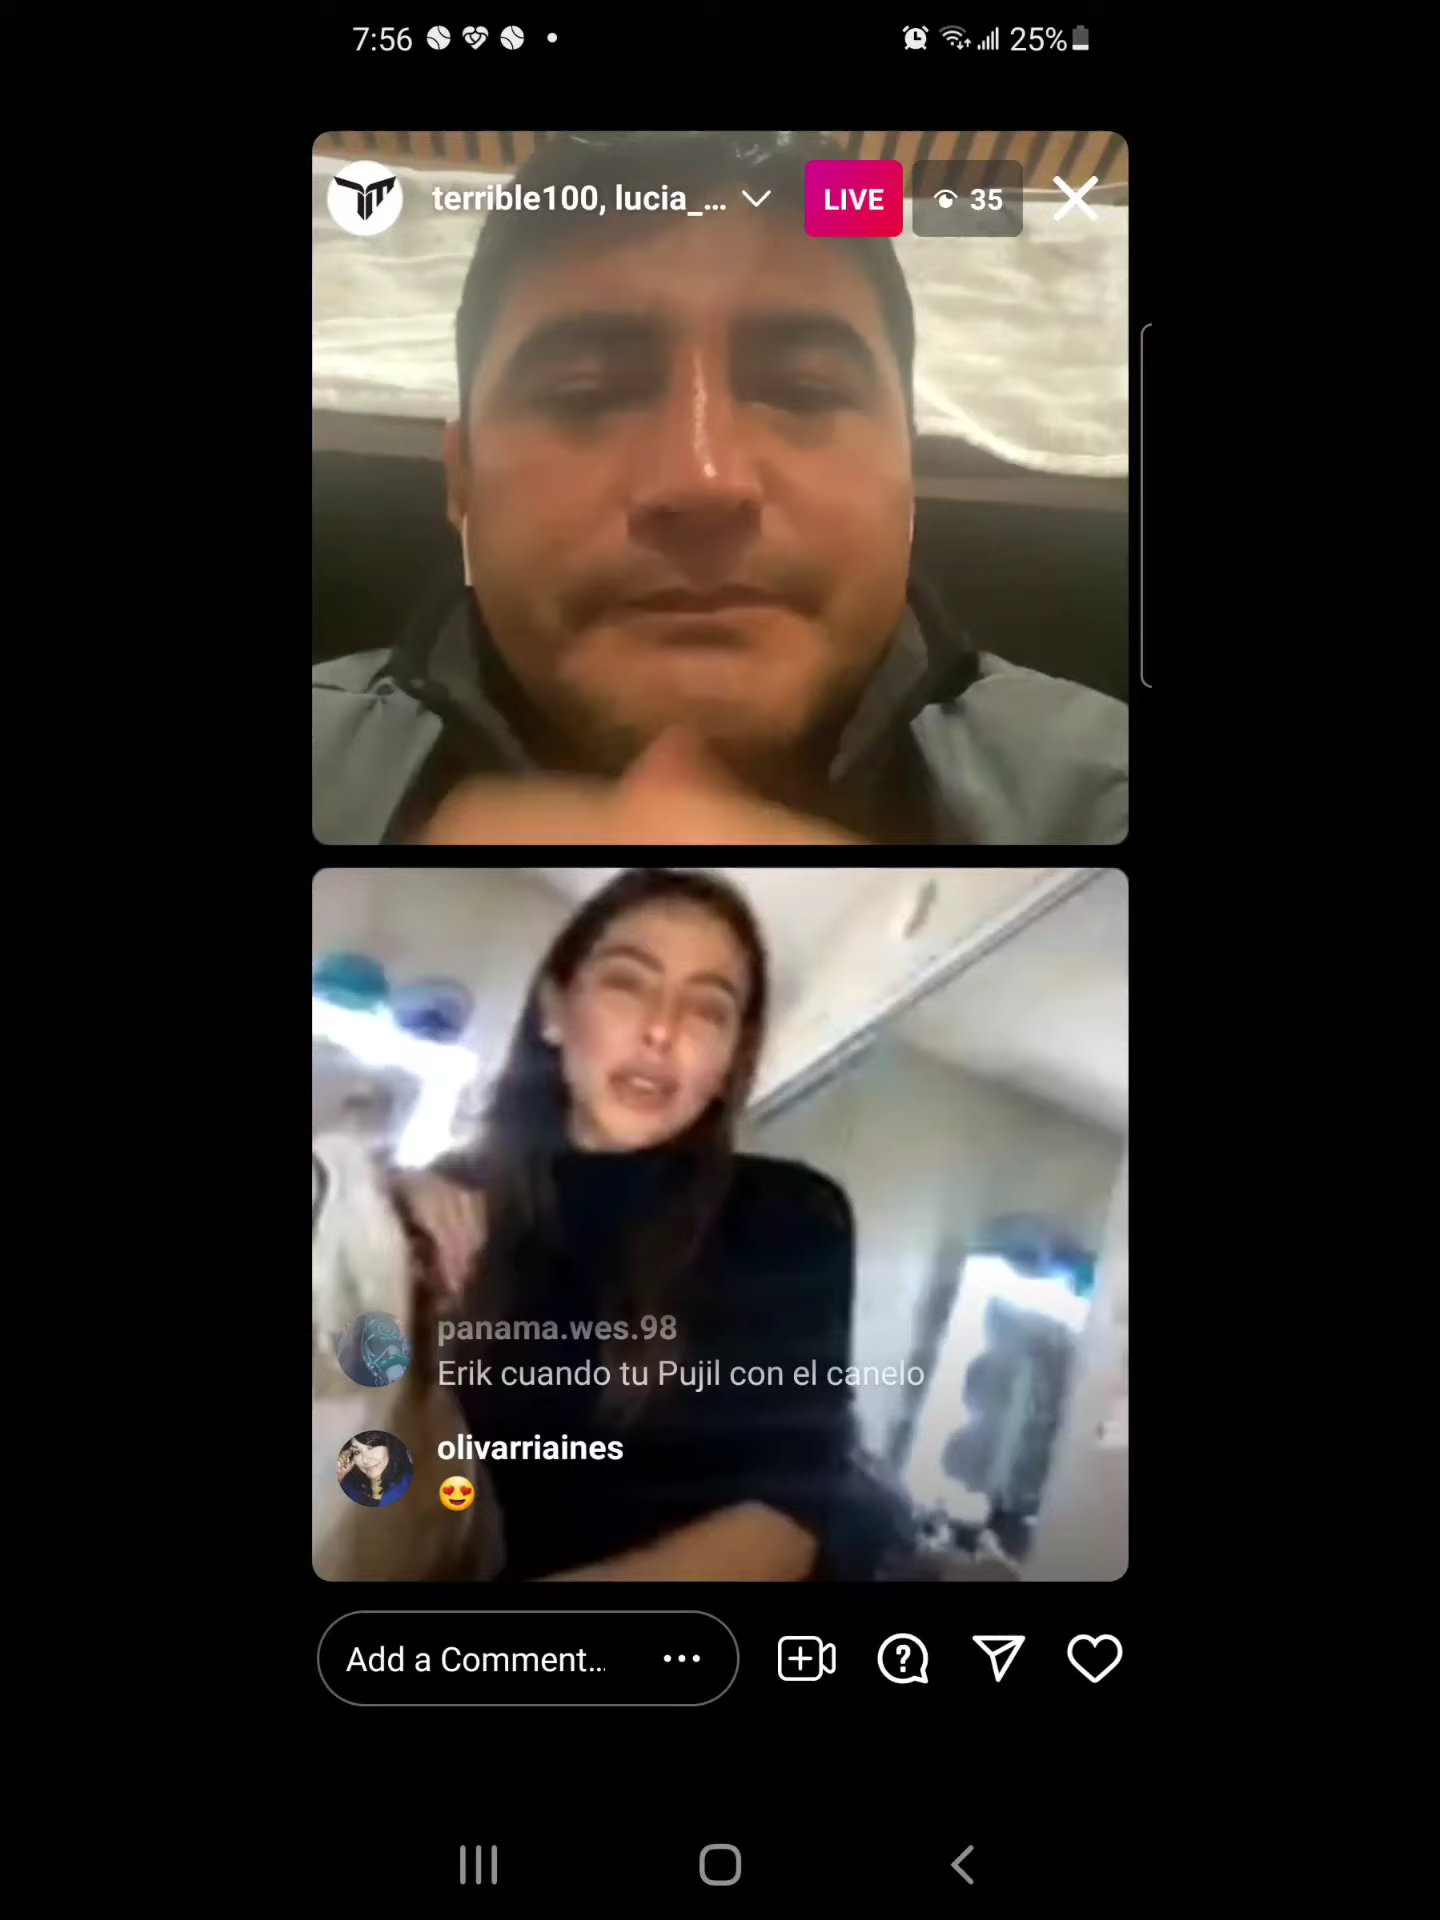 7:56
25%
terrible100, lucia_...
LIVE
35
panama.wes.98
Erik cuando tu Pujil con el canelo
olivarriaines
😍
Add a Comment...